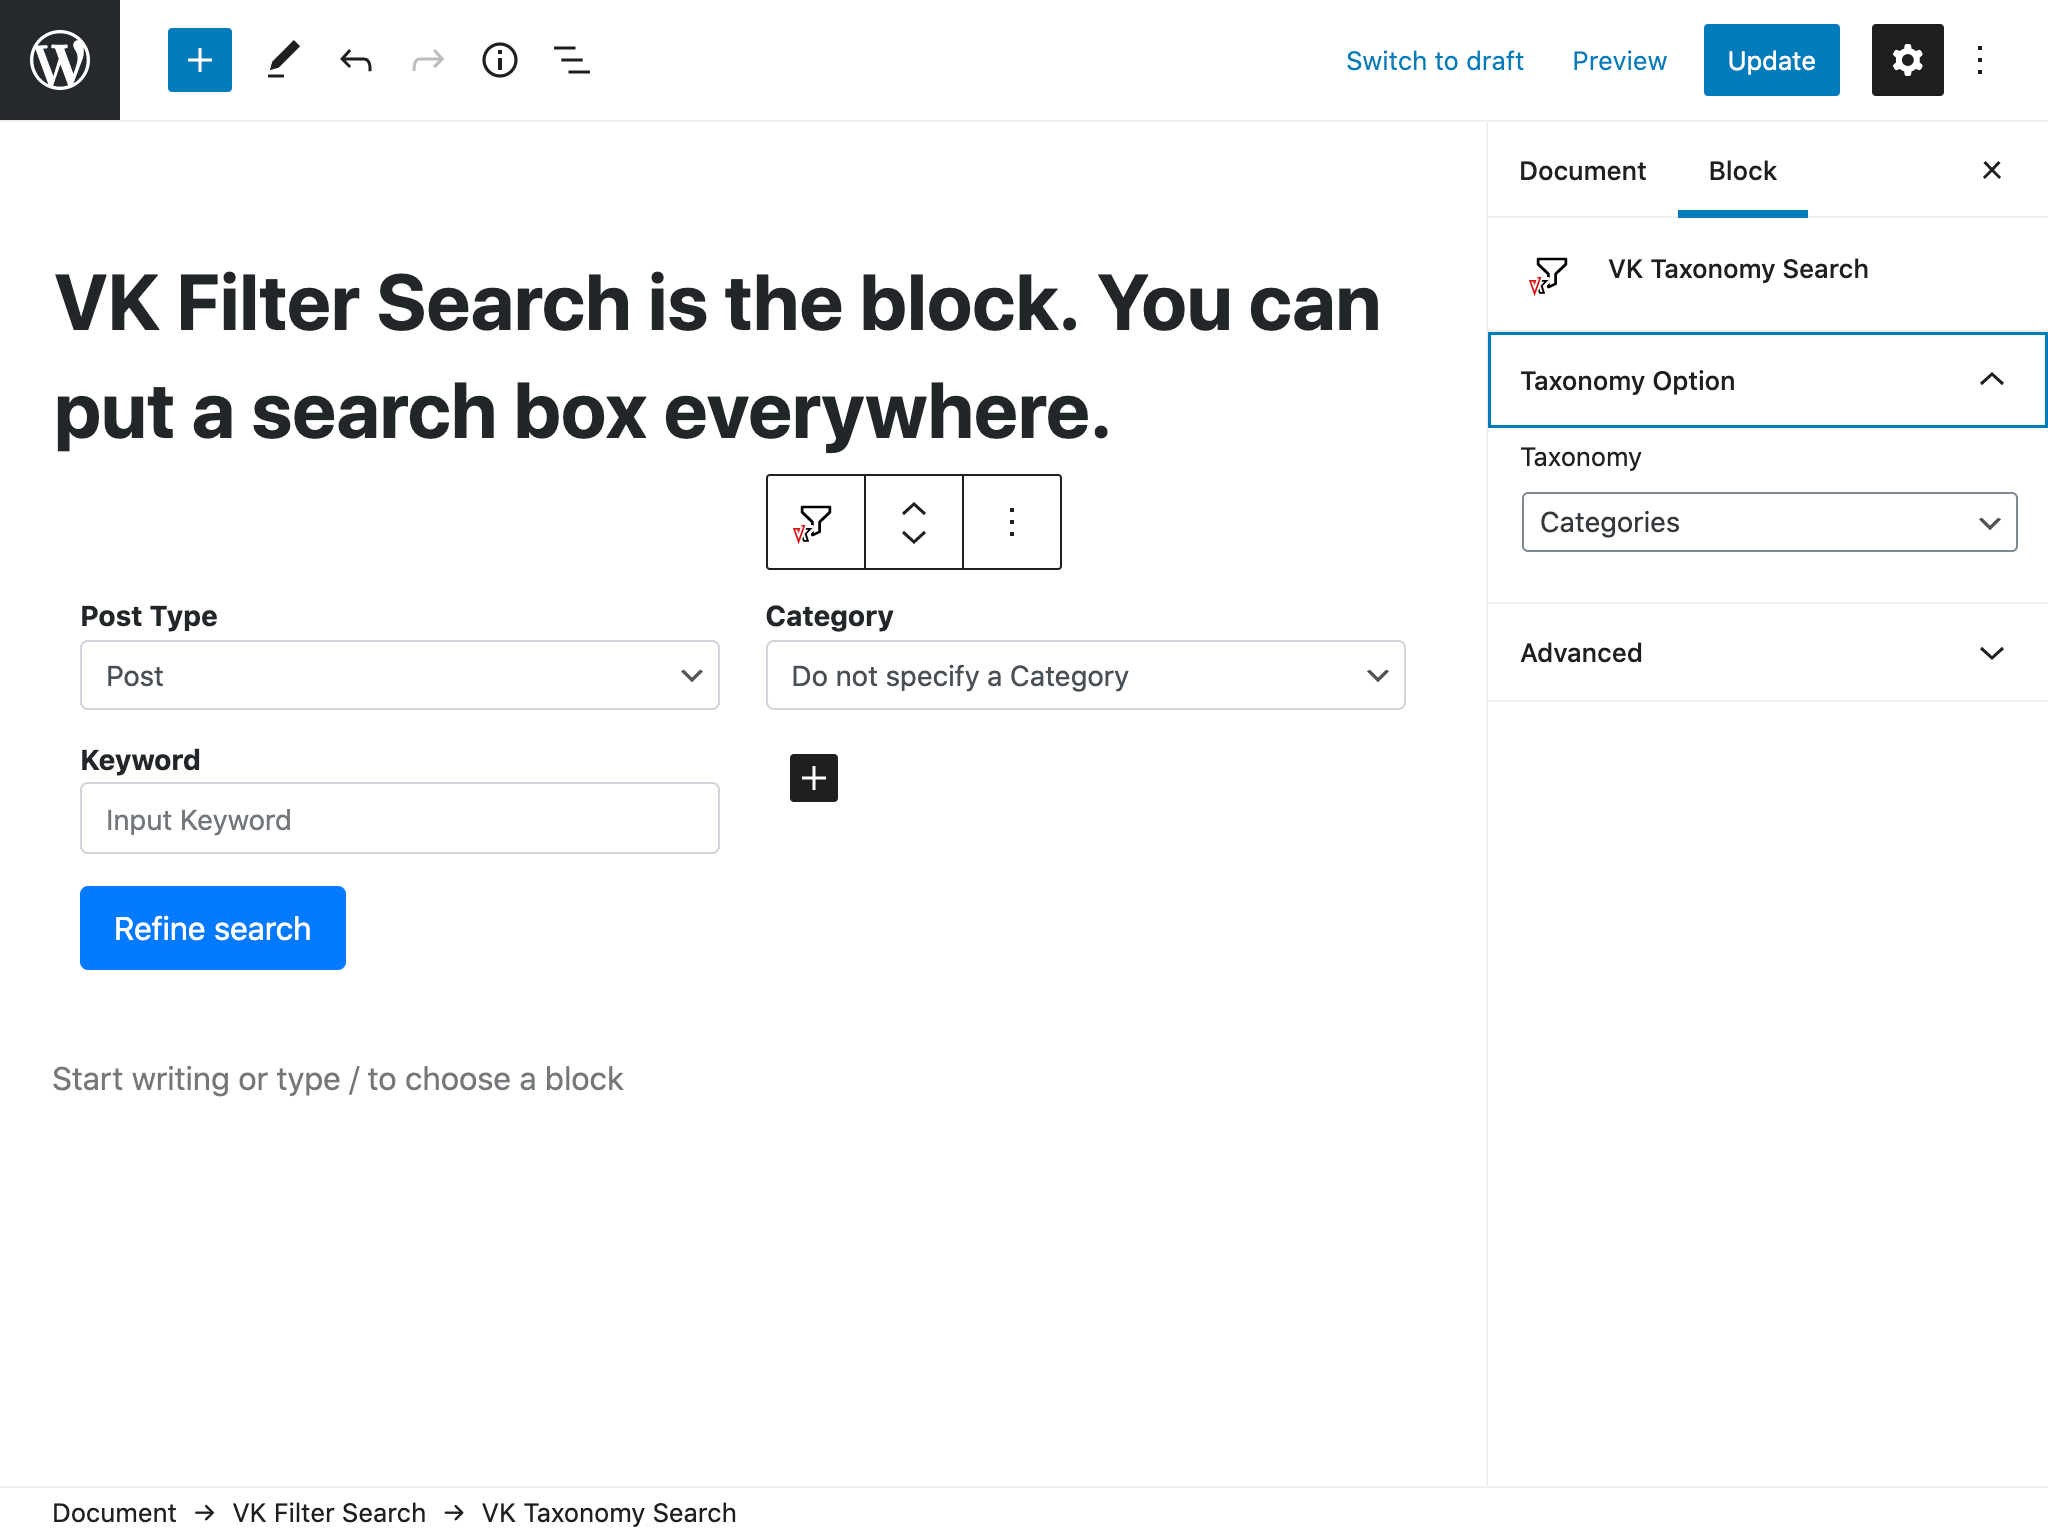 Switch to draft Preview Update
Document Block
VK Filter Search is the block. You can
put a search box everywhere.
VK Taxonomy Search
Taxonomy Option
Taxonomy
Categories
Advanced
Post Type
Post
Category
Do not specify a Category
Keyword
Input Keyword
Refine search
Start writing or type / to choose a block
Document → VK Filter Search → VK Taxonomy Search